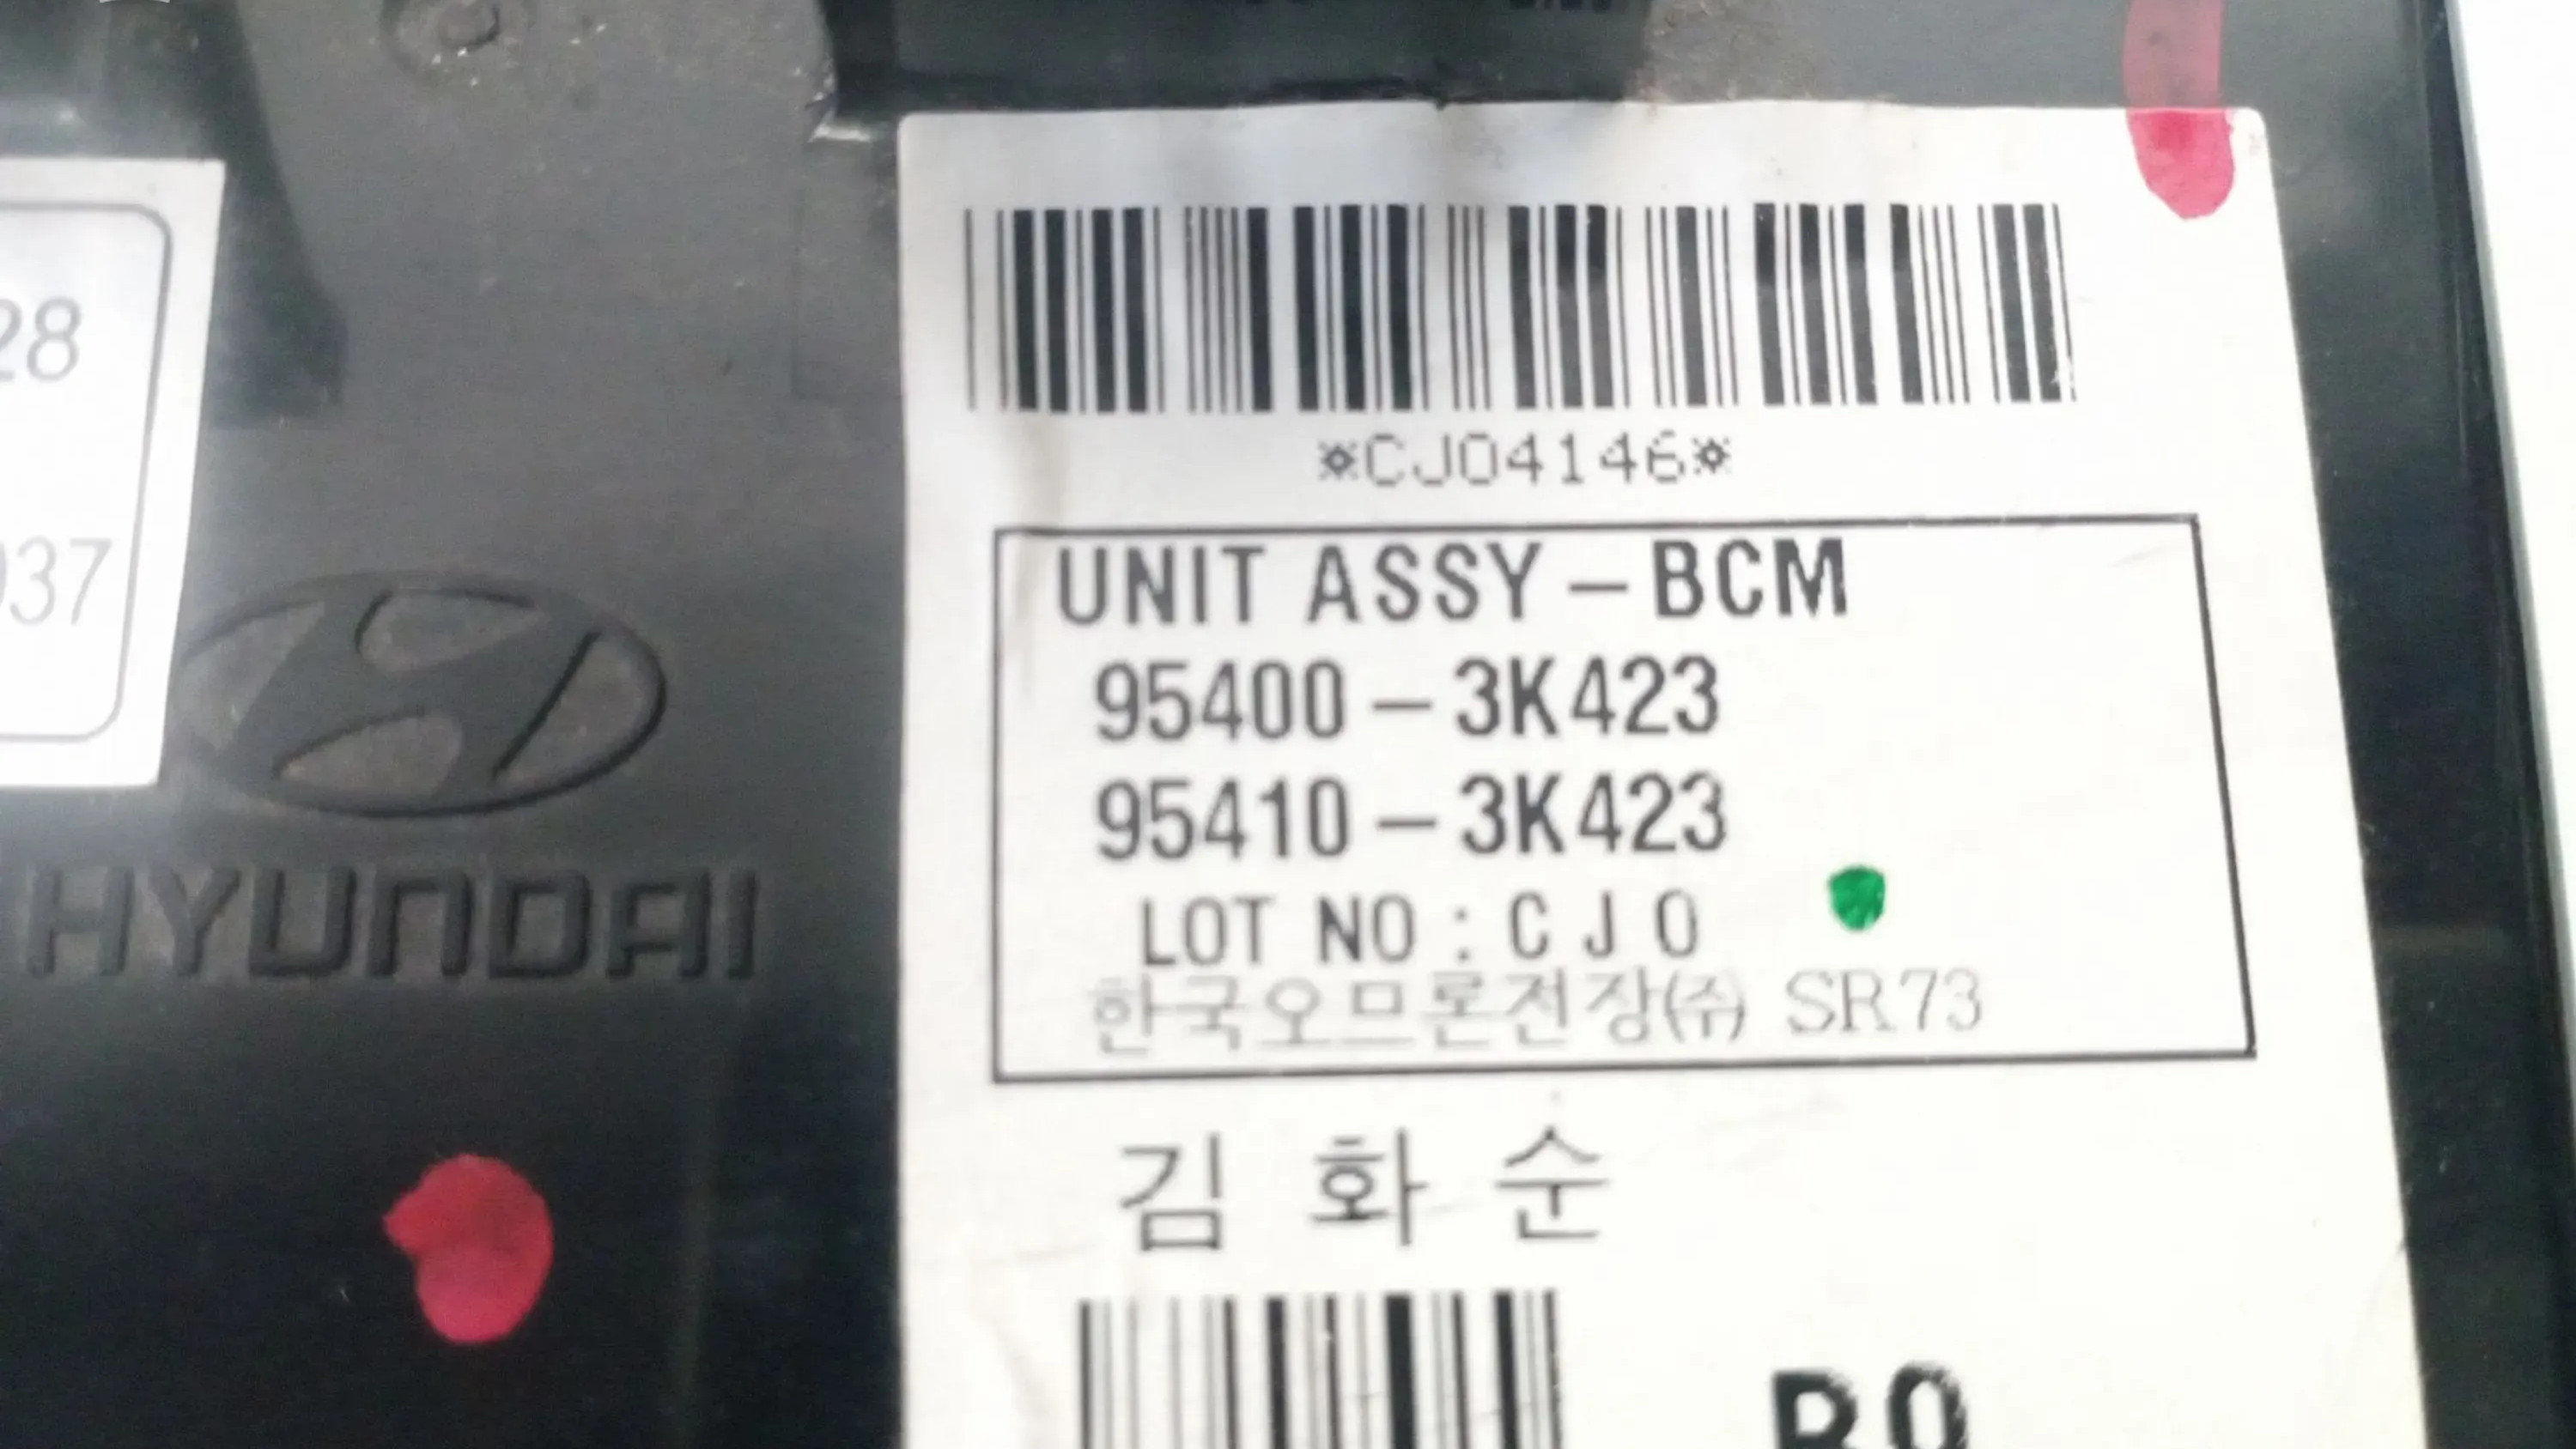 28
037
HYUNDAI
*CJ04146*
UNIT ASSY-BCM
95400-3K423
95410-3K423
LOT NO : C J 0
한국오므론전장(주) SR73
김 화 순